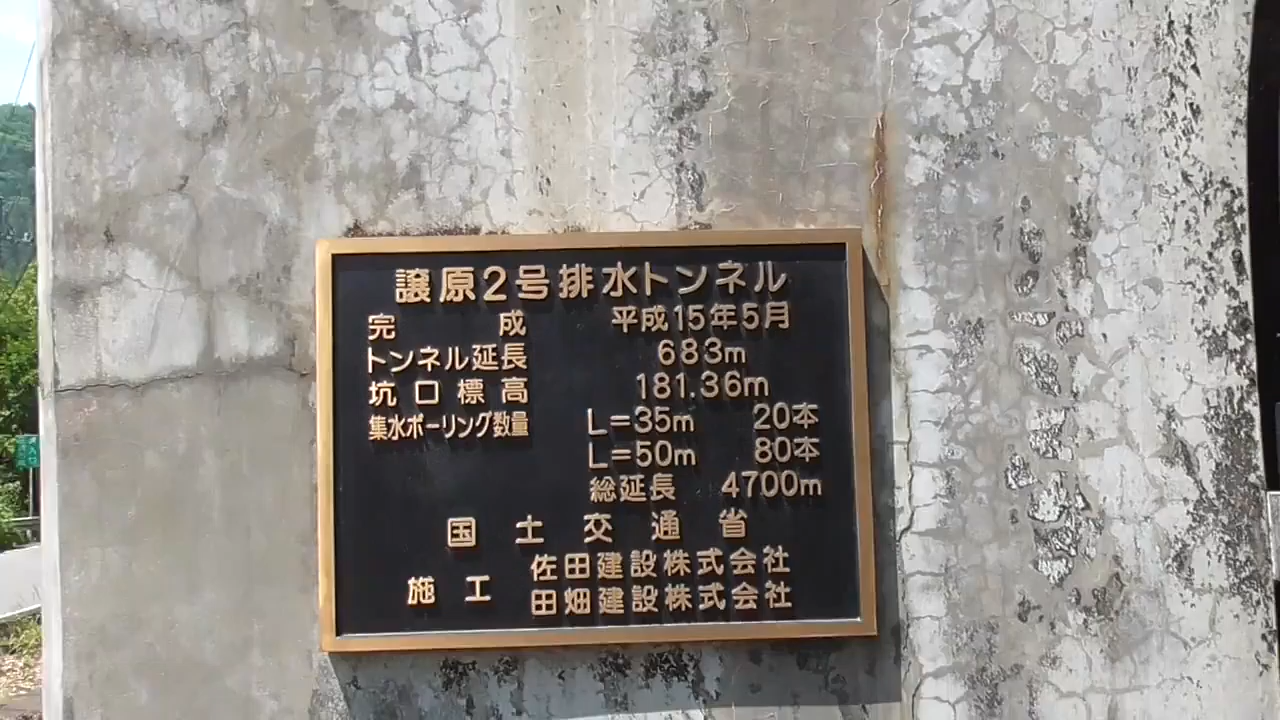 譲原2号排水トンネル
完成 平成15年5月
トンネル延長 683m
坑口標高 181.36m
集水ボーリング数量 L=35m 20本
L=50m 80本
総延長 4700m
国土交通省
施工 佐田建設株式会社
田畑建設株式会社